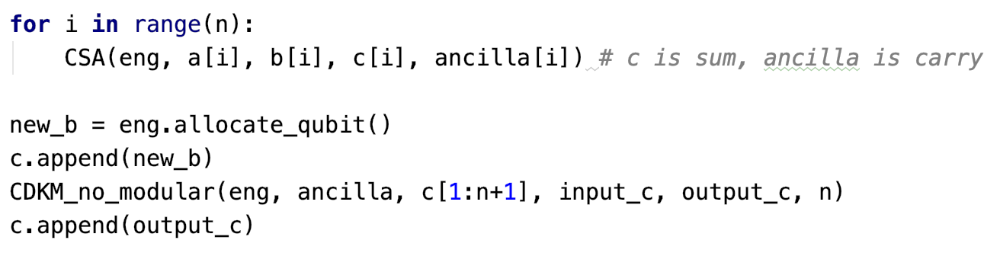 for i in range(n):
    CSA(eng, a[i], b[i], c[i], ancilla[i]) # c is sum, ancilla is carry

new_b = eng.allocate_qubit()
c.append(new_b)
CDKM_no_modular(eng, ancilla, c[1:n+1], input_c, output_c, n)
c.append(output_c)